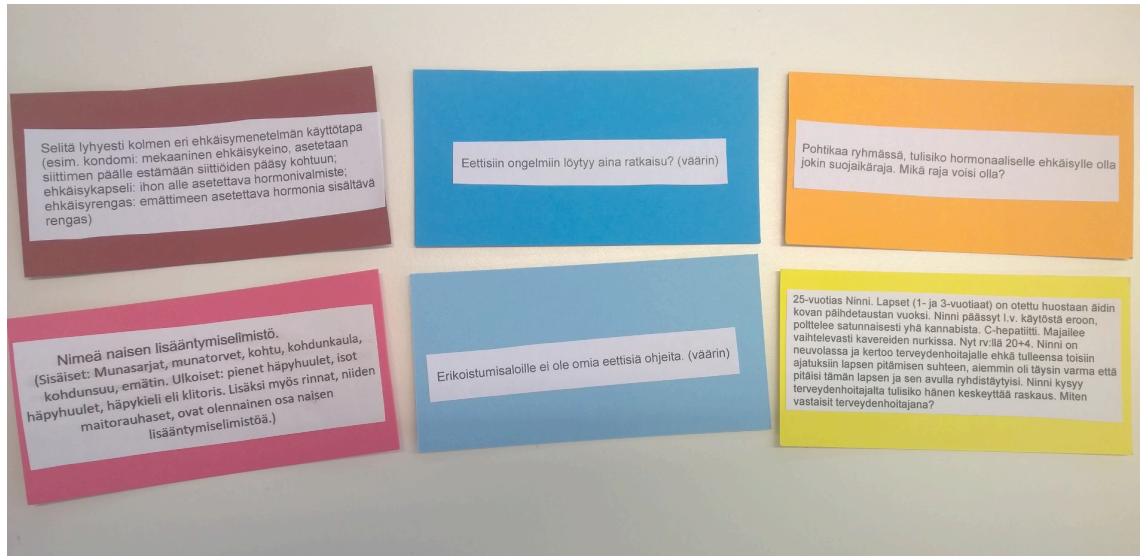 Selitä lyhyesti kolmen eri ehkäisymenetelmän käyttötapa
(esim. kondomi: mekaaninen ehkäisykeino, asetetaan
siittimen päälle estämään siittiöiden pääsy kohtuun;
ehkäisykapseli: ihon alle asetettava hormonivalmiste;
ehkäisyrengas: emättimeen asetettava hormonia sisältävä
rengas)
Eettisiin ongelmiin löytyy aina ratkaisu? (väärin)
Pohtikaa ryhmässä, tulisiko hormonaaliselle ehkäisylle olla
jokin suojaikäraja. Mikä raja voisi olla?
Nimeä naisen lisääntymiselimistö.
(Sisäiset: Munasarjat, munatorvet, kohtu, kohdunkaula,
kohdunsuu, emätin. Ulkoiset: pienet häpyhuulet, isot
häpyhuulet, häpykieli eli klitoris. Lisäksi myös rinnat, niiden
maitorauhaset, ovat olennainen osa naisen
lisääntymiselimistöä.)
Erikoistumisaloille ei ole omia eettisiä ohjeita. (väärin)
25-vuotias Ninni. Lapset (1- ja 3-vuotiaat) on otettu huostaan äidin
kovan päihdetaustan vuoksi. Ninni päässyt I.v. käytöstä eroon,
polttelee satunnaisesti yhä kannabista. C-hepatiitti. Majailee
vaihtelevasti kavereiden nurkissa. Nyt rv:llä 20+4. Ninni on
neuvolassa ja kertoo terveydenhoitajalle ehkä tulleensa toisiin
ajatuksiin lapsen pitämisen suhteen, aiemmin oli täysin varma että
pitäisi tämän lapsen ja sen avulla ryhdistäytyisi. Ninni kysyy
terveydenhoitajalta tulisiko hänen keskeyttää raskaus. Miten
vastaisit terveydenhoitajana?